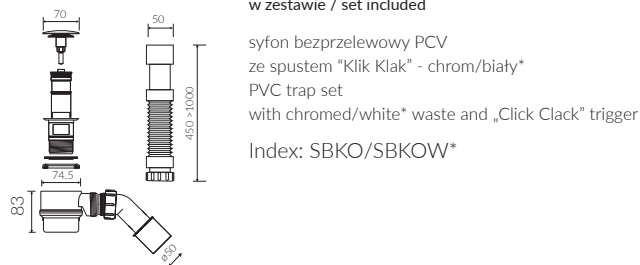 70
50
w zestawie / set included
syfon bezprzelewowy PCV
ze spustem "Klik Klak" - chrom/biały*
PVC trap set
with chromed/white* waste and „Click Clack" trigger
Index: SBKO/SBKOW*
450 >1000
74.5
83
ø50